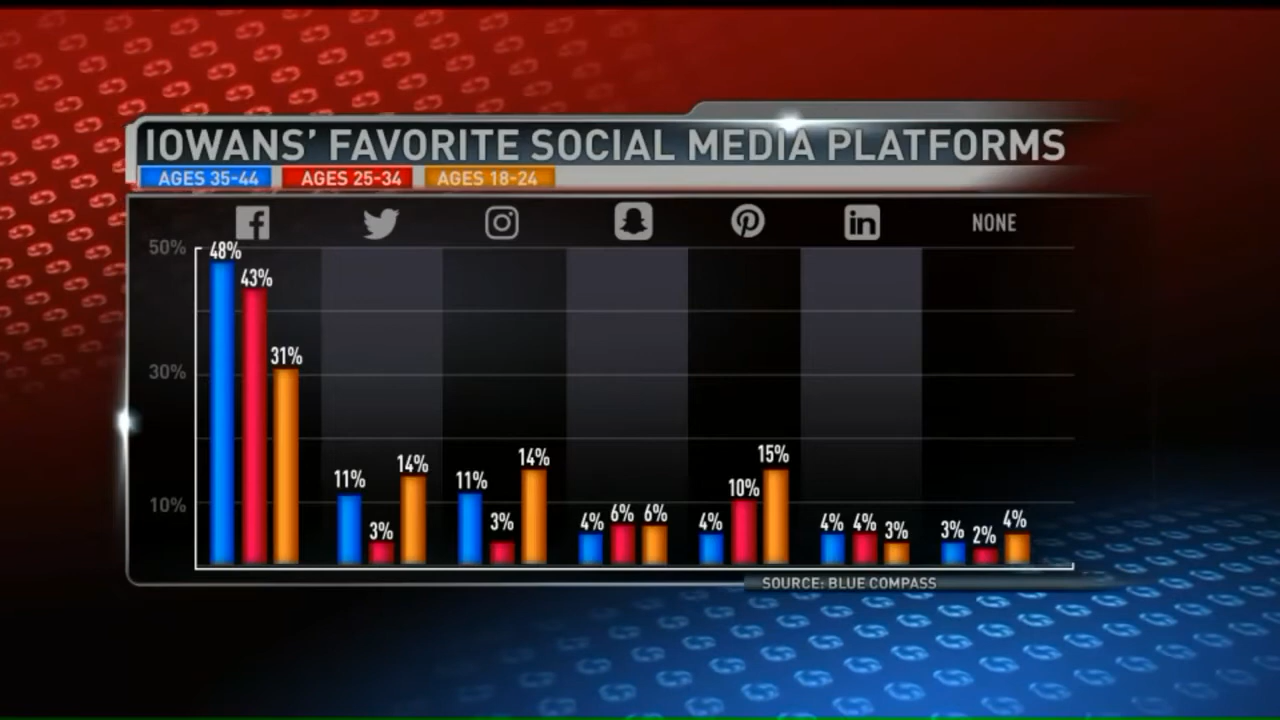 IOWANS' FAVORITE SOCIAL MEDIA PLATFORMS
AGES 35-44 AGES 25-34 AGES 18-24
NONE
50%
48%
43%
31%
30%
11% 3% 14%
11% 3% 14%
4% 6% 6%
4% 10% 15%
4% 4% 3%
3% 2% 4%
10%
SOURCE: BLUE COMPASS